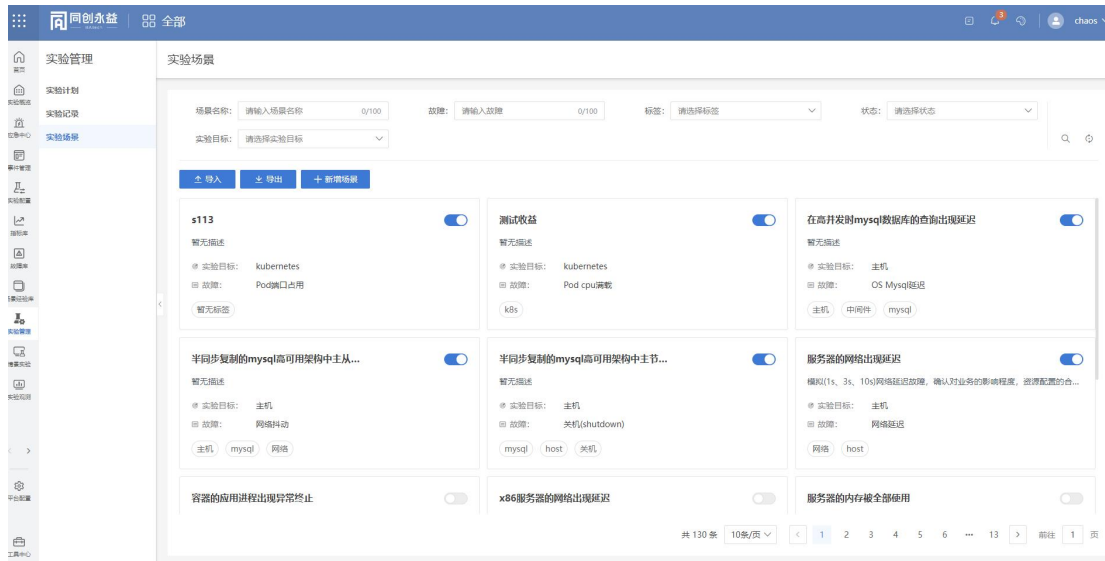 同创永益
全部
3
chaos
首页
实验概览
应急中心
事件管理
实验配置
指标库
故障库
场景经验库
实验管理
情景实验
实验观测
平台配置
工具中心
实验管理
实验计划
实验记录
实验场景
实验场景
场景名称: 请输入场景名称 0/100 故障: 请输入故障 0/100 标签: 请选择标签 状态: 请选择状态
实验目标: 请选择实验目标
导入 导出 新增场景
s113
暂无描述
实验目标: kubernetes
故障: Pod端口占用
暂无标签
测试收益
暂无描述
实验目标: kubernetes
故障: Pod cpu满载
k8s
在高并发时mysql数据库的查询出现延迟
暂无描述
实验目标: 主机
故障: OS Mysql延迟
主机 中间件 mysql
半同步复制的mysql高可用架构中主从...
暂无描述
实验目标: 主机
故障: 网络抖动
主机 mysql 网络
半同步复制的mysql高可用架构中主节...
暂无描述
实验目标: 主机
故障: 关机(shutdown)
mysql host 关机
服务器的网络出现延迟
模拟(1s、3s、10s)网络延迟故障，确认对业务的影响程度，资源配置的合...
实验目标: 主机
故障: 网络延迟
网络 host
容器的应用进程出现异常终止
x86服务器的网络出现延迟
服务器的内存被全部使用
共 130 条 10条/页 < 1 2 3 4 5 6 ... 13 > 前往 1 页